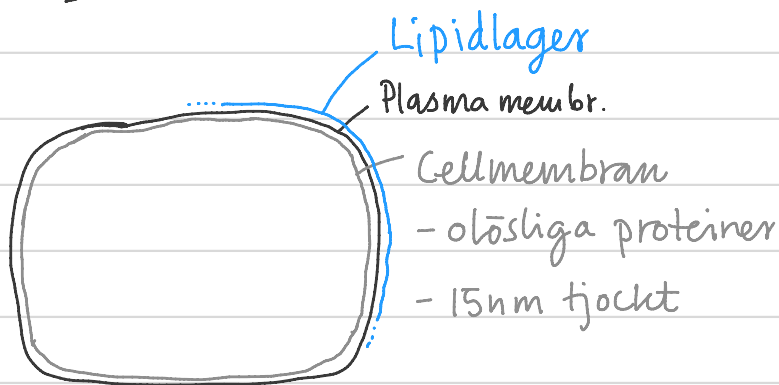 Lipidlager
Plasma membr.
Cellmembran
- olösliga proteiner
- 15nm tjockt